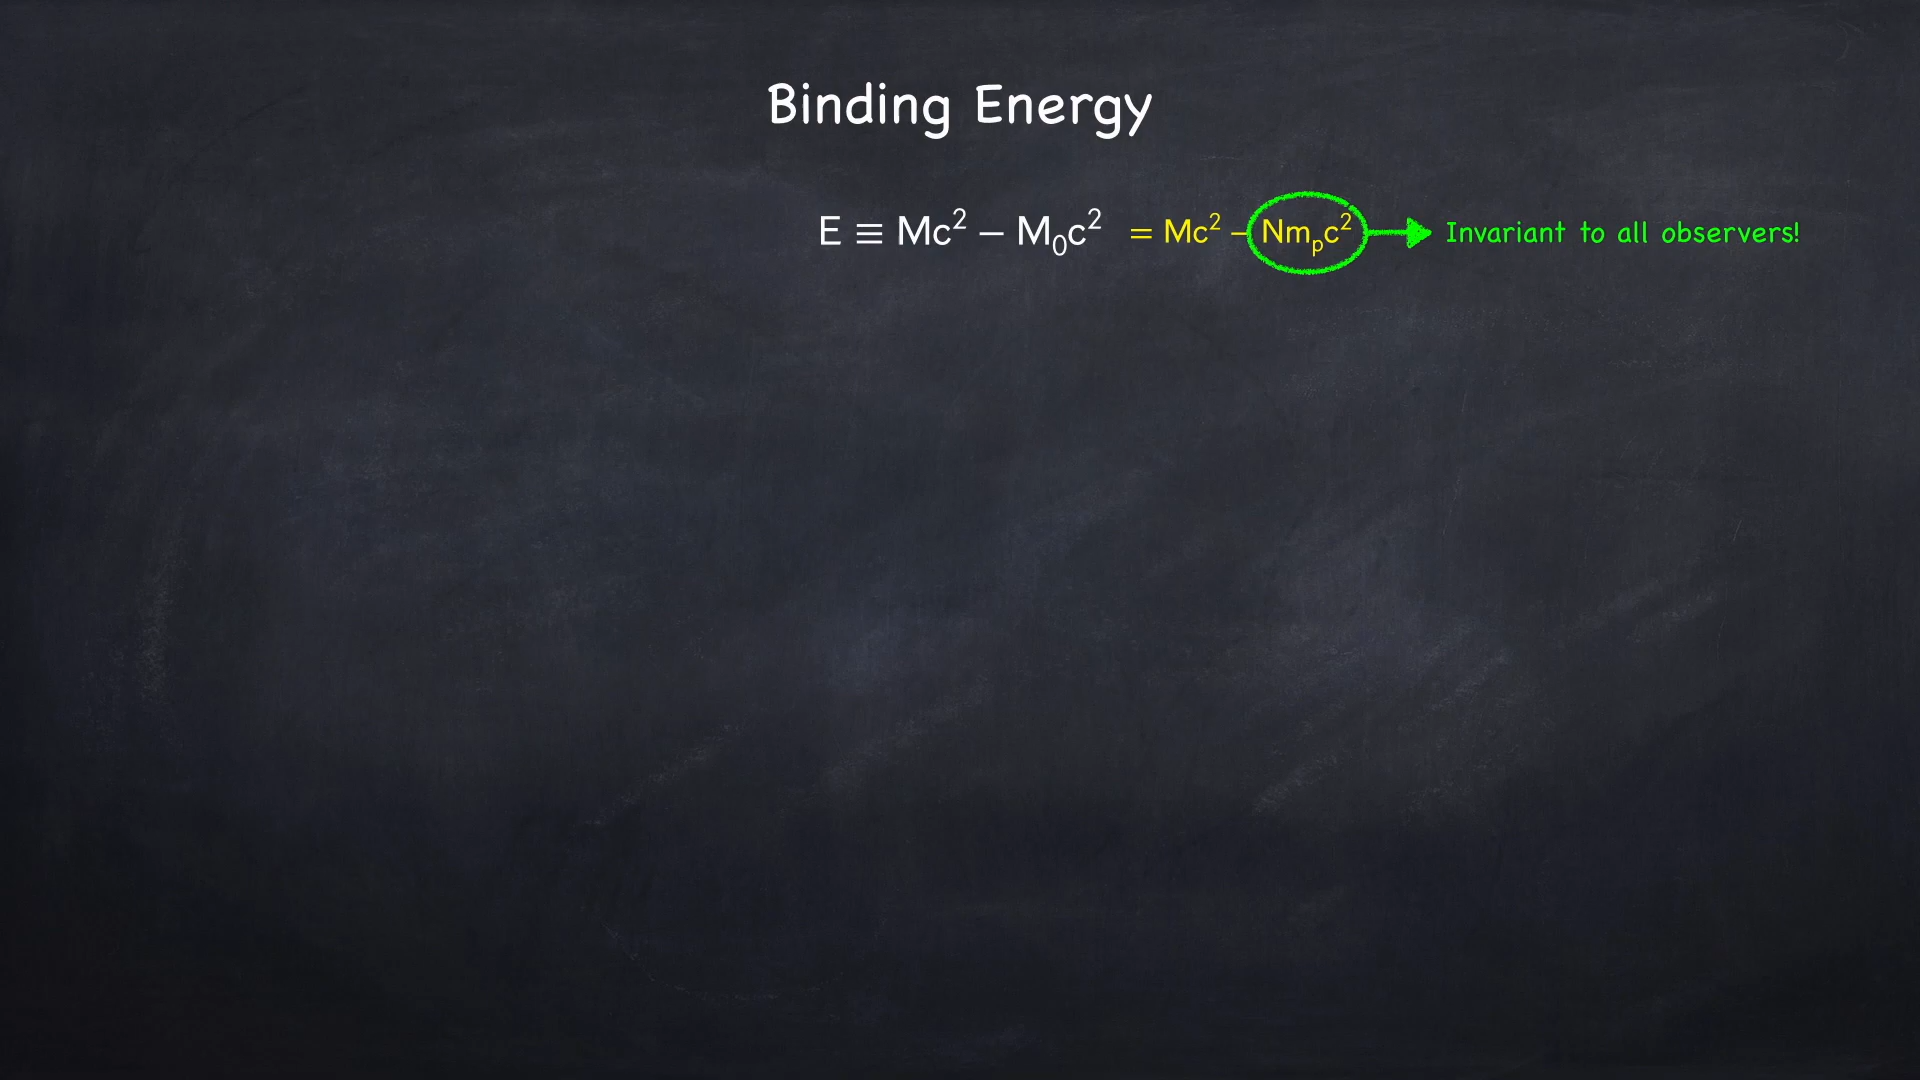 Binding Energy
E ≡ Mc² − M₀c² = Mc² − Nmₚc² Invariant to all observers!